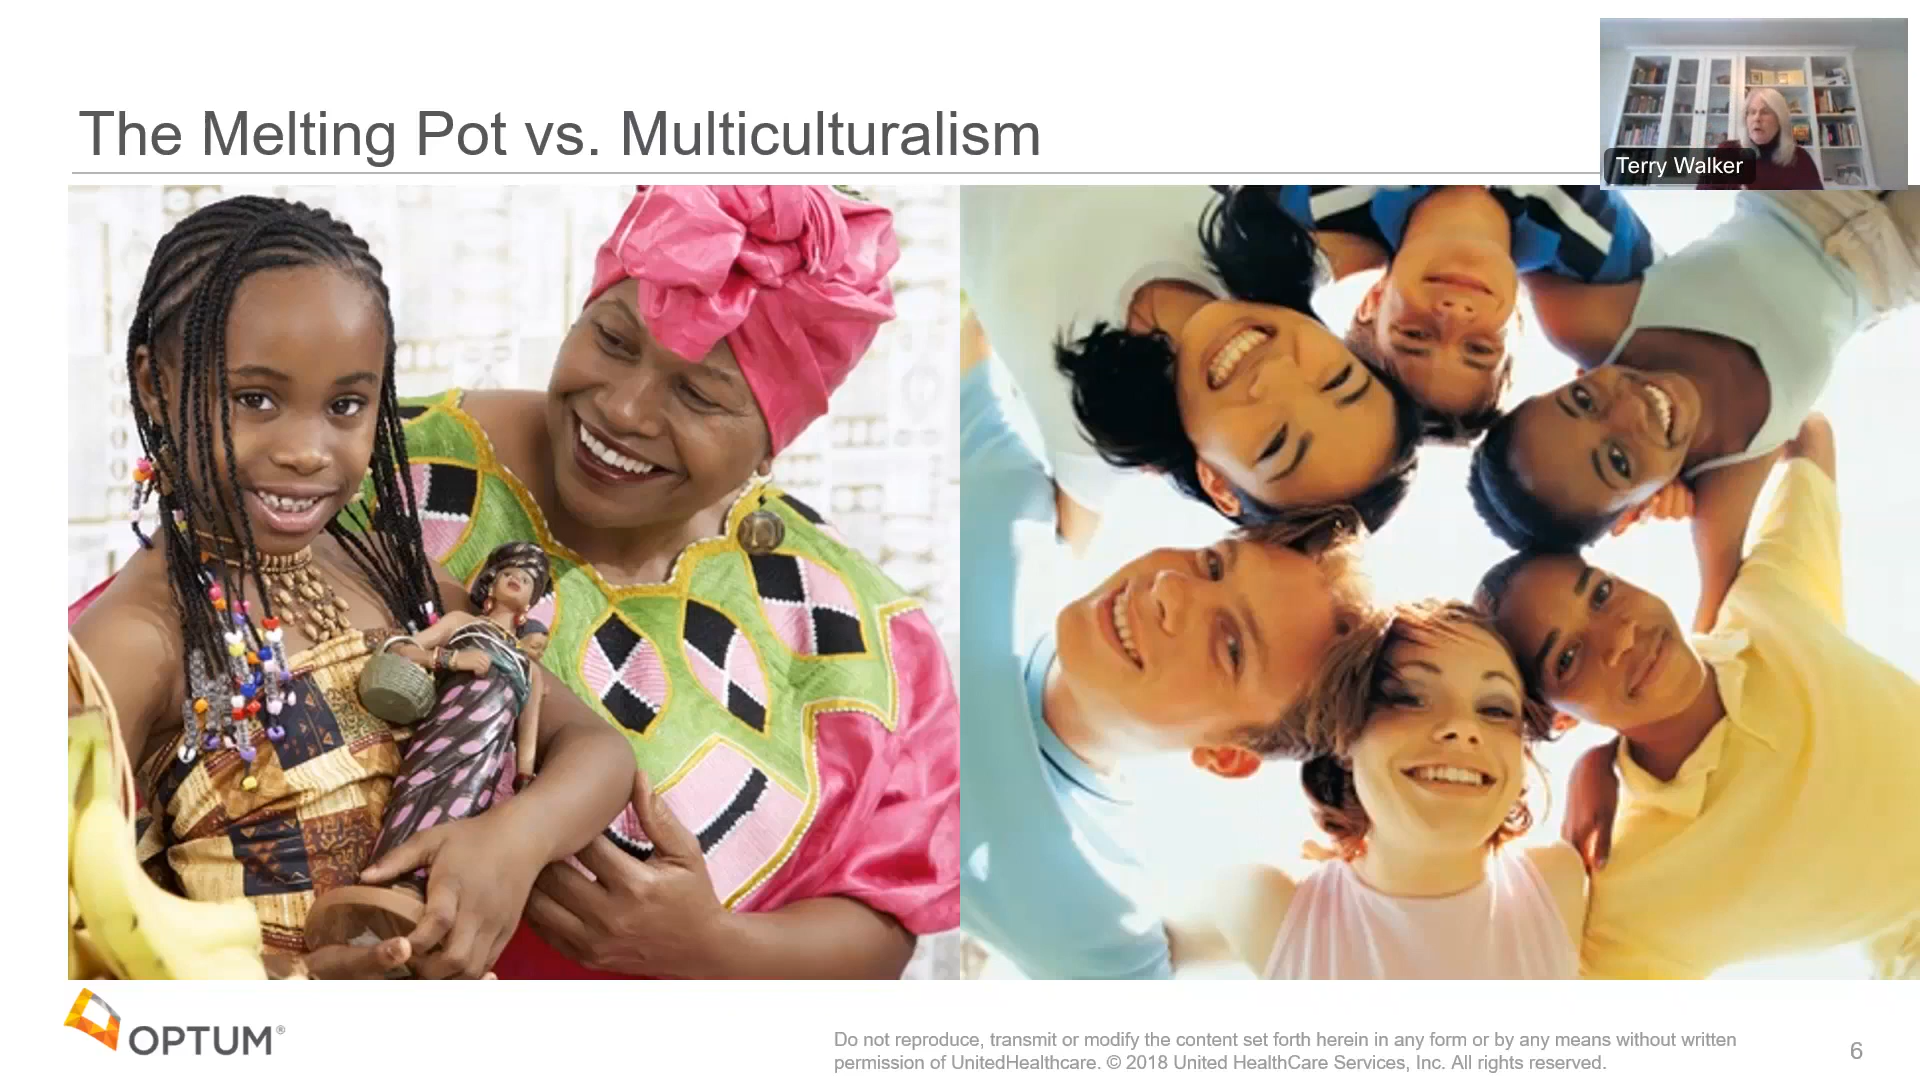 The Melting Pot vs. Multiculturalism
Terry Walker
OPTUM®
Do not reproduce, transmit or modify the content set forth herein in any form or by any means without written
permission of UnitedHealthcare. © 2018 United HealthCare Services, Inc. All rights reserved.
6